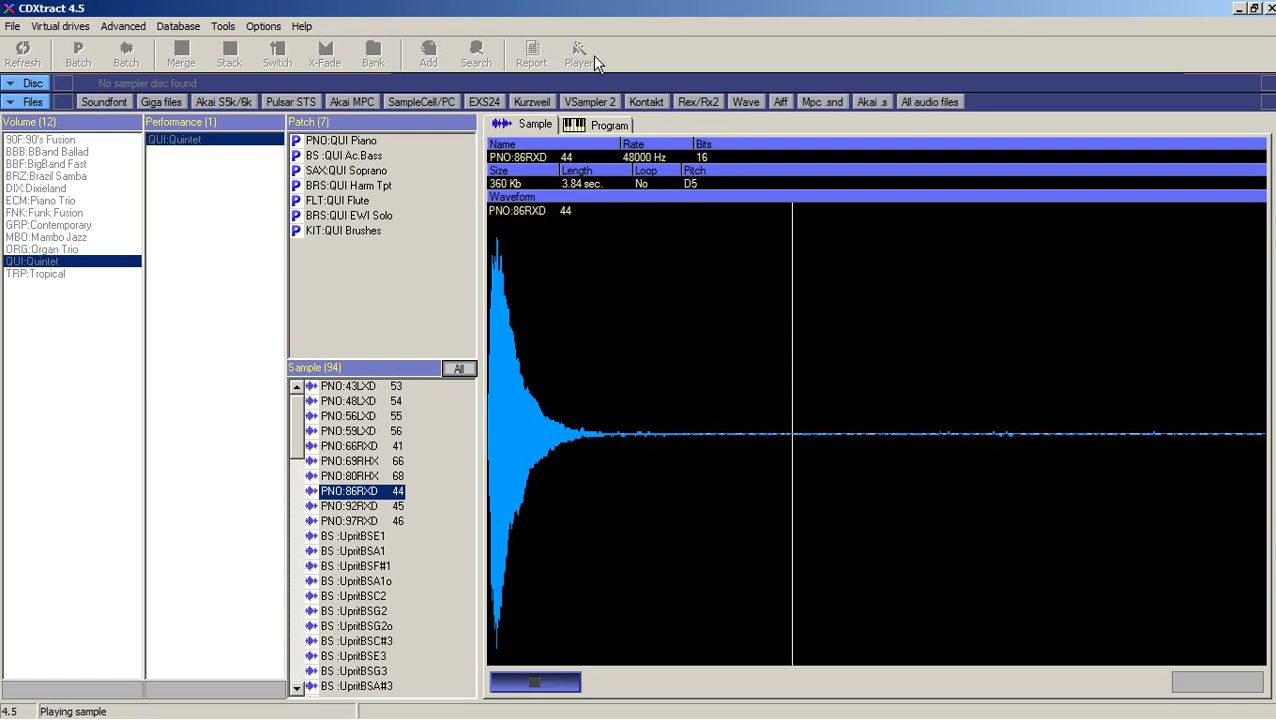 CDXtract 4.5
File Virtual drives Advanced Database Tools Options Help
Refresh Batch Batch Merge Stack Switch X-Fade Bank Add Search Report Player
Disc No sampler disc found
Files Soundfont Giga files Akai S5k/6k Pulsar STS Akai MPC SampleCell/PC EXS24 Kurzweil VSampler 2 Kontakt Rex/Rx2 Wave Aiff Mpc .snd Akai .s All audio files
Volume (12)
90F:90's Fusion
BBB:BBand Ballad
BBF:BigBand Fast
BRZ:Brazil Samba
DIX:Dixieland
ECM:Piano Trio
FNK:Funk Fusion
GRP:Contemporary
MBO:Mambo Jazz
ORG:Organ Trio
QUI:Quintet
TRP:Tropical
Performance (1)
QUI:Quintet
Patch (7)
PNO:QUI Piano
BS :QUI Ac.Bass
SAX:QUI Soprano
BRS:QUI Harm Tpt
FLT:QUI Flute
BRS:QUI EWI Solo
KIT:QUI Brushes
Sample (94) All
PNO:43LXD 53
PNO:48LXD 54
PNO:56LXD 55
PNO:59LXD 56
PNO:66RXD 41
PNO:69RHX 66
PNO:80RHX 68
PNO:86RXD 44
PNO:92RXD 45
PNO:97RXD 46
BS :UpritBSE1
BS :UpritBSA1
BS :UpritBSF#1
BS :UpritBSA1o
BS :UpritBSC2
BS :UpritBSG2
BS :UpritBSG2o
BS :UpritBSC#3
BS :UpritBSE3
BS :UpritBSG3
BS :UpritBSA#3
Sample Program
Name Rate Bits
PNO:86RXD 44 48000 Hz 16
Size Length Loop Pitch
360 Kb 3.84 sec. No D5
Waveform
PNO:86RXD 44
4.5 Playing sample